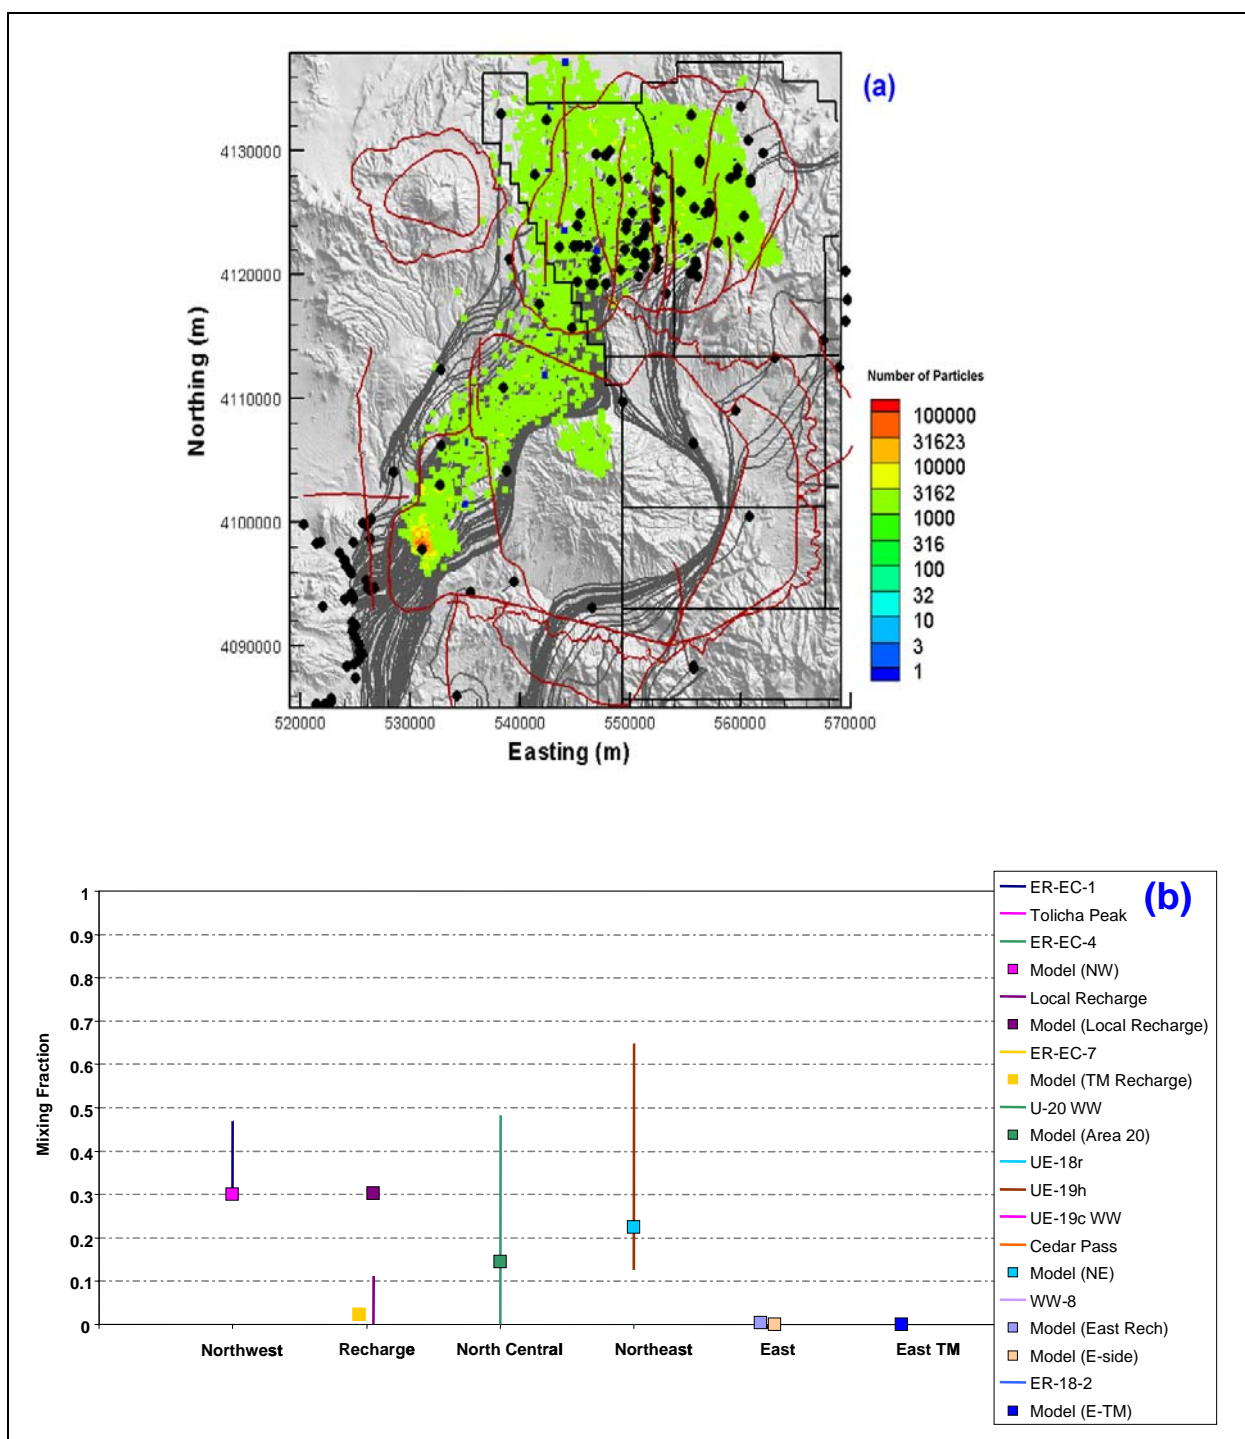 (a)
4130000
4120000
4110000
4100000
4090000
Northing (m)
520000 530000 540000 550000 560000 570000
Easting (m)
Number of Particles
100000
31623
10000
3162
1000
316
100
32
10
3
1
(b)
1
0.9
0.8
0.7
0.6
0.5
0.4
0.3
0.2
0.1
0
Mixing Fraction
Northwest Recharge North Central Northeast East East TM
ER-EC-1
Tolicha Peak
ER-EC-4
Model (NW)
Local Recharge
Model (Local Recharge)
ER-EC-7
Model (TM Recharge)
U-20 WW
Model (Area 20)
UE-18r
UE-19h
UE-19c WW
Cedar Pass
Model (NE)
WW-8
Model (East Rech)
Model (E-side)
ER-18-2
Model (E-TM)